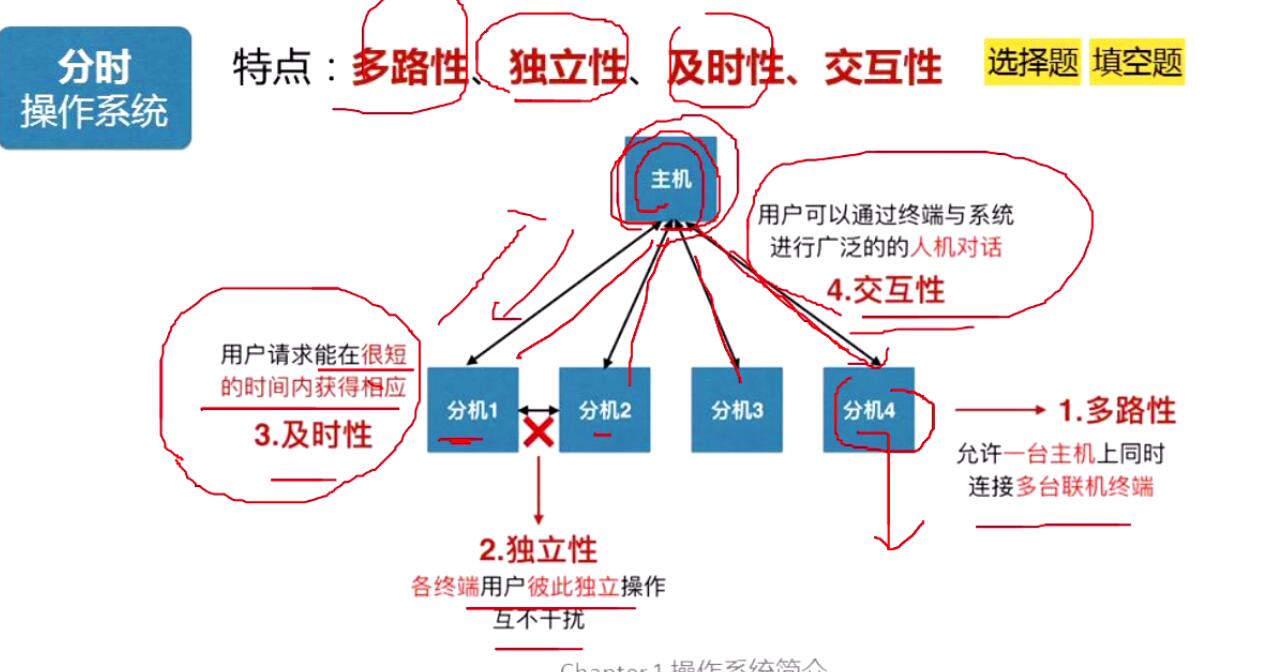 分时
操作系统
特点：多路性、独立性、及时性、交互性
选择题 填空题
主机
用户可以通过终端与系统
进行广泛的的人机对话
4.交互性
用户请求能在很短
的时间内获得相应
3.及时性
分机1
分机2
分机3
分机4
1.多路性
允许一台主机上同时
连接多台联机终端
2.独立性
各终端用户彼此独立操作
互不干扰
Chapter 1 操作系统简介